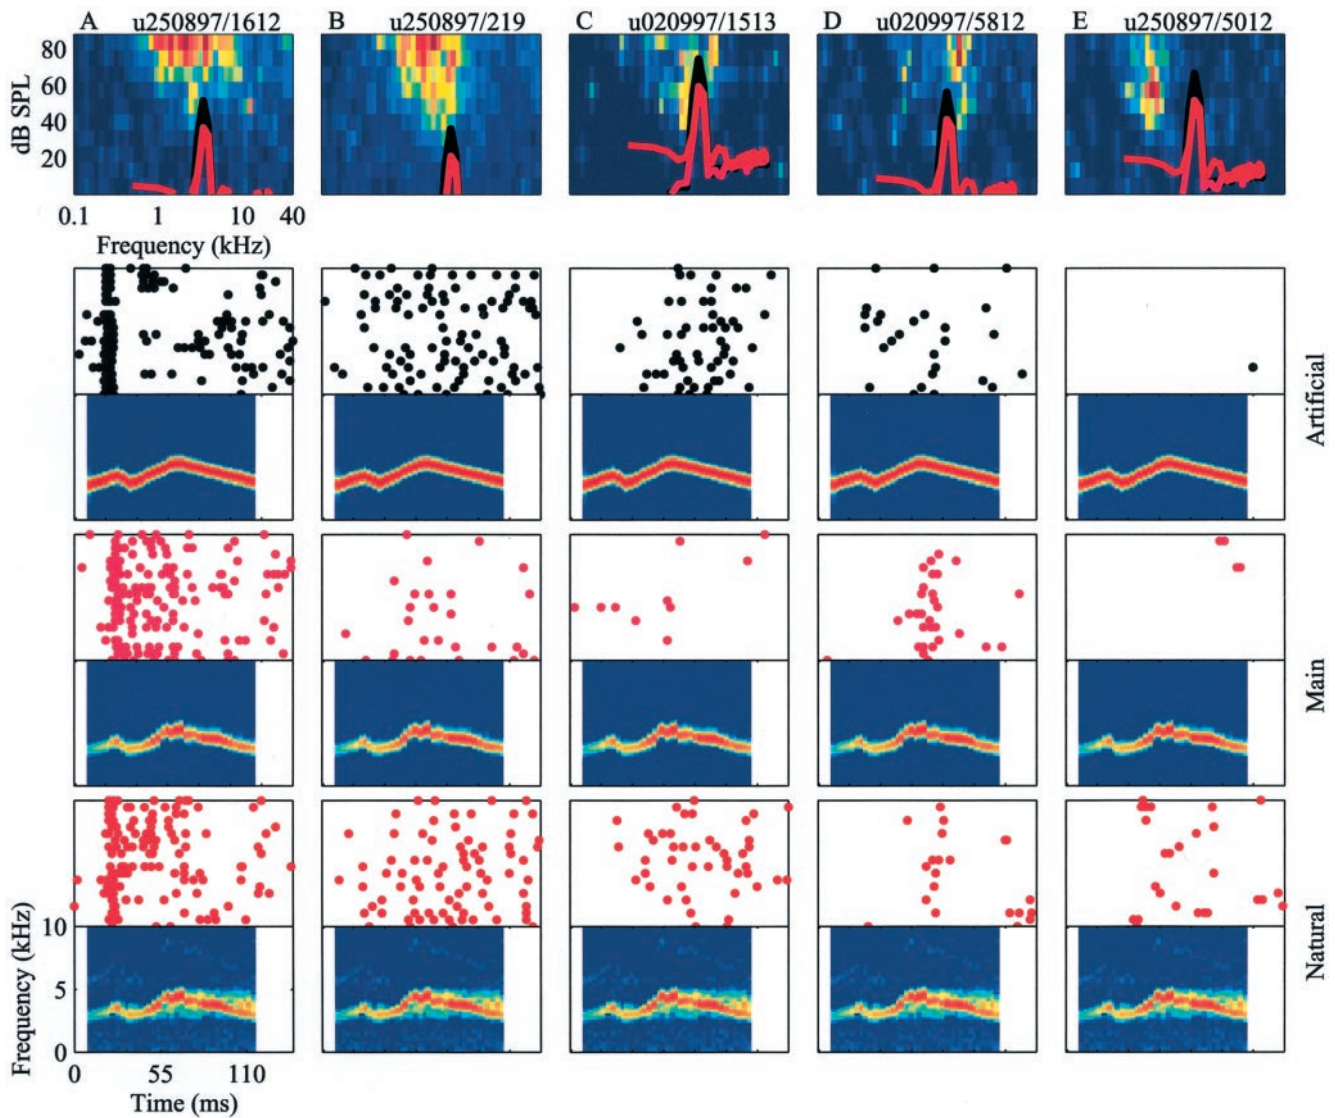 A u250897/1612 B u250897/219 C u020997/1513 D u020997/5812 E u250897/5012
80
60
40
20
dB SPL
0.1 1 10 40
Frequency (kHz)
Artificial
Main
Natural
10
5
0
Frequency (kHz)
0 55 110
Time (ms)